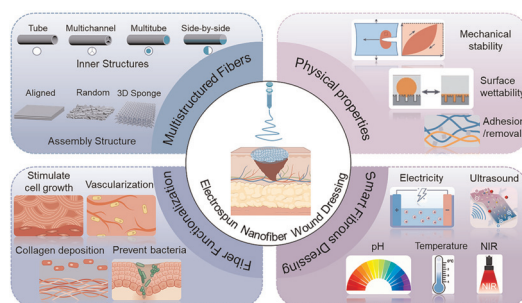 Tube
Multichannel
Multitube
Side-by-side
Inner Structures
Aligned
Random
3D Sponge
Assembly Structure
Multistructured Fibers
Physical properties
Mechanical
stability
Surface
wettability
Adhesion
/removal
Stimulate
cell growth
Vascularization
Collagen deposition
Prevent bacteria
Fiber Functionalization
Electrospun Nanofiber Wound Dressing
Smart Fibrous Dressing
Electricity
Ultrasound
pH
Temperature
NIR
NIR